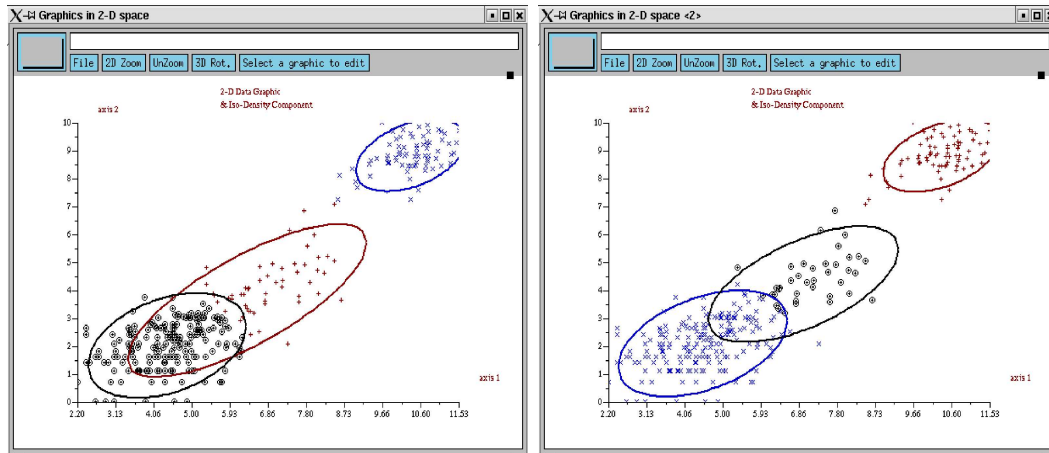 X-⋈ Graphics in 2-D space
File 2D Zoom UnZoom 3D Rot. Select a graphic to edit
2-D Data Graphic
& Iso-Density Component
axis 2
10
9
8
7
6
5
4
3
2
1
0
axis 1
2.20 3.13 4.06 5.00 5.93 6.86 7.80 8.73 9.66 10.60 11.53
X-⋈ Graphics in 2-D space <2>
File 2D Zoom UnZoom 3D Rot. Select a graphic to edit
2-D Data Graphic
& Iso-Density Component
axis 2
10
9
8
7
6
5
4
3
2
1
0
axis 1
2.20 3.13 4.06 5.00 5.93 6.86 7.80 8.73 9.66 10.60 11.53